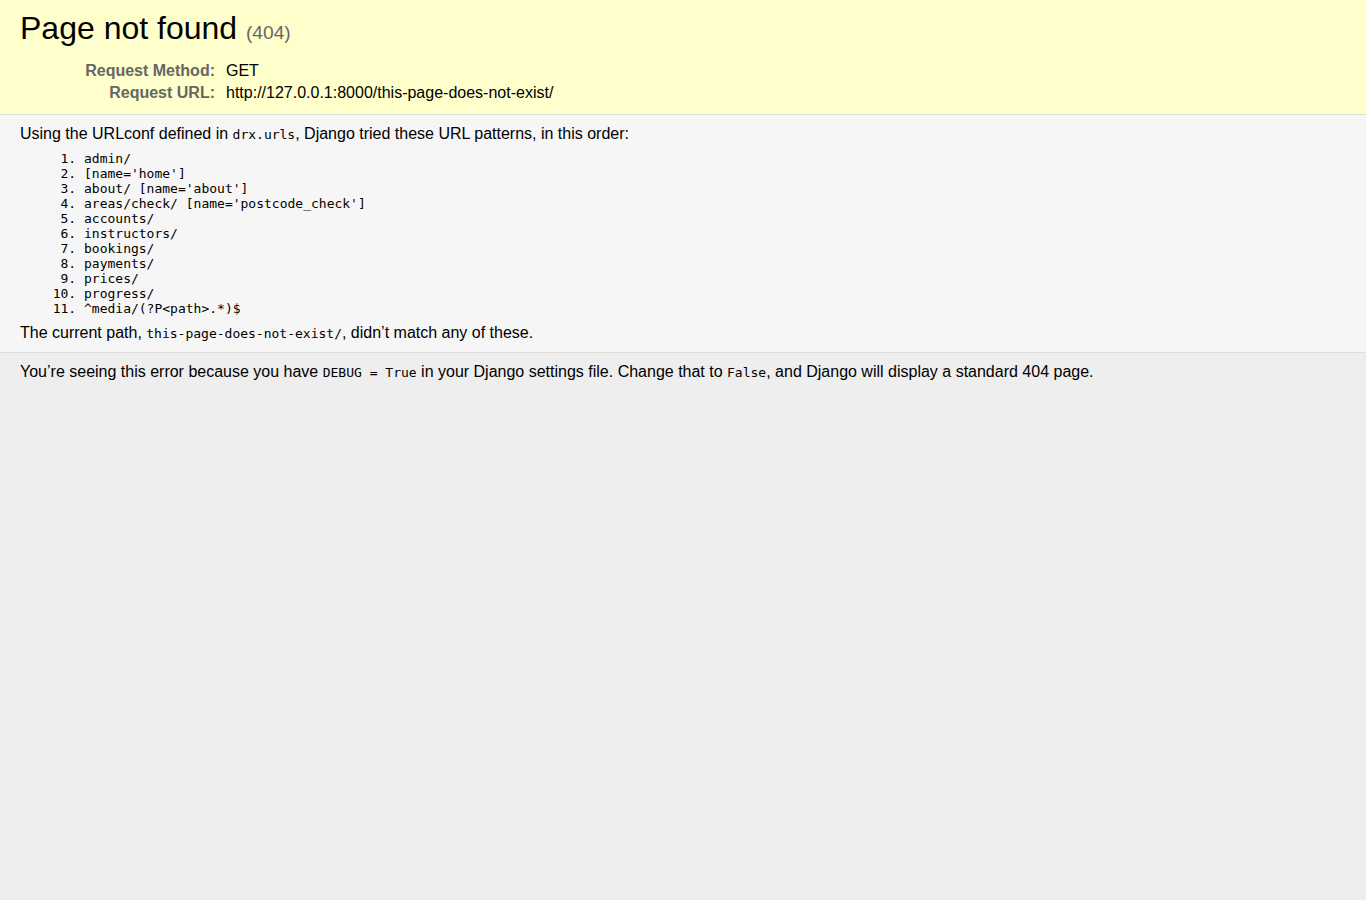 Page not found (404)
Request Method: GET
Request URL: http://127.0.0.1:8000/this-page-does-not-exist/
Using the URLconf defined in drx.urls, Django tried these URL patterns, in this order:
1. admin/
2. [name='home']
3. about/ [name='about']
4. areas/check/ [name='postcode_check']
5. accounts/
6. instructors/
7. bookings/
8. payments/
9. prices/
10. progress/
11. ^media/(?P<path>.*)$
The current path, this-page-does-not-exist/, didn’t match any of these.
You’re seeing this error because you have DEBUG = True in your Django settings file. Change that to False, and Django will display a standard 404 page.